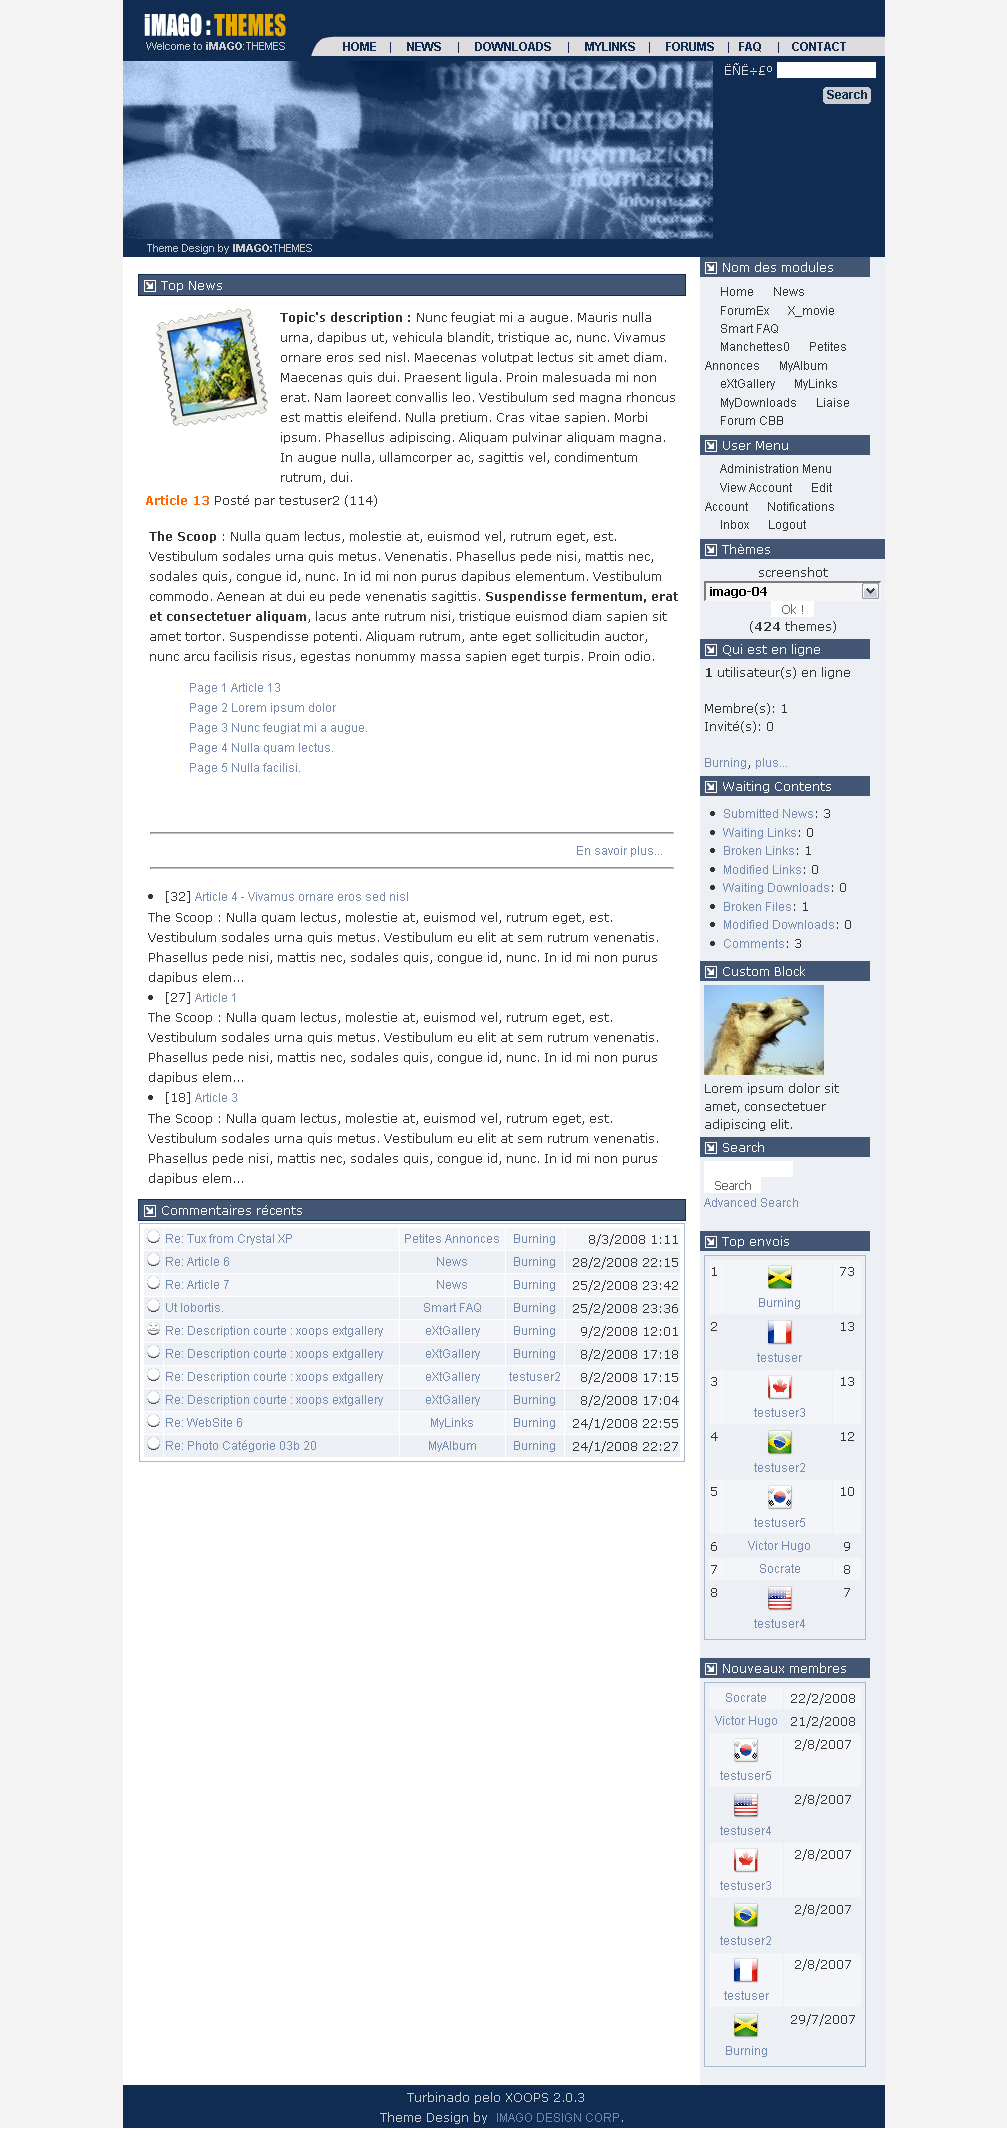 iMAGO:THEMES
Welcome to iMAGO:THEMES
HOME | NEWS | DOWNLOADS | MYLINKS | FORUMS | FAQ | CONTACT
ËÑË÷£º
Search
informazioni
informazioni
informazioni
informazioni
informazioni
Theme Design by iMAGO:THEMES
Top News
Topic's description : Nunc feugiat mi a augue. Mauris nulla
urna, dapibus ut, vehicula blandit, tristique ac, nunc. Vivamus
ornare eros sed nisl. Maecenas volutpat lectus sit amet diam.
Maecenas quis dui. Praesent ligula. Proin malesuada mi non
erat. Nam laoreet convallis leo. Vestibulum sed magna rhoncus
est mattis eleifend. Nulla pretium. Cras vitae sapien. Morbi
ipsum. Phasellus adipiscing. Aliquam pulvinar aliquam magna.
In augue nulla, ullamcorper ac, sagittis vel, condimentum
rutrum, dui.
Article 13 Posté par testuser2 (114)
The Scoop : Nulla quam lectus, molestie at, euismod vel, rutrum eget, est.
Vestibulum sodales urna quis metus. Venenatis. Phasellus pede nisi, mattis nec,
sodales quis, congue id, nunc. In id mi non purus dapibus elementum. Vestibulum
commodo. Aenean at dui eu pede venenatis sagittis. Suspendisse fermentum, erat
et consectetuer aliquam, lacus ante rutrum nisi, tristique euismod diam sapien sit
amet tortor. Suspendisse potenti. Aliquam rutrum, ante eget sollicitudin auctor,
nunc arcu facilisis risus, egestas nonummy massa sapien eget turpis. Proin odio.
Page 1 Article 13
Page 2 Lorem ipsum dolor
Page 3 Nunc feugiat mi a augue.
Page 4 Nulla quam lectus.
Page 5 Nulla facilisi.
En savoir plus...
[32] Article 4 - Vivamus ornare eros sed nisl
The Scoop : Nulla quam lectus, molestie at, euismod vel, rutrum eget, est.
Vestibulum sodales urna quis metus. Vestibulum eu elit at sem rutrum venenatis.
Phasellus pede nisi, mattis nec, sodales quis, congue id, nunc. In id mi non purus
dapibus elem...
[27] Article 1
The Scoop : Nulla quam lectus, molestie at, euismod vel, rutrum eget, est.
Vestibulum sodales urna quis metus. Vestibulum eu elit at sem rutrum venenatis.
Phasellus pede nisi, mattis nec, sodales quis, congue id, nunc. In id mi non purus
dapibus elem...
[18] Article 3
The Scoop : Nulla quam lectus, molestie at, euismod vel, rutrum eget, est.
Vestibulum sodales urna quis metus. Vestibulum eu elit at sem rutrum venenatis.
Phasellus pede nisi, mattis nec, sodales quis, congue id, nunc. In id mi non purus
dapibus elem...
Commentaires récents
Re: Tux from Crystal XP Petites Annonces Burning 8/3/2008 1:11
Re: Article 6 News Burning 28/2/2008 22:15
Re: Article 7 News Burning 25/2/2008 23:42
Ut lobortis. Smart FAQ Burning 25/2/2008 23:36
Re: Description courte : xoops extgallery eXtGallery Burning 9/2/2008 12:01
Re: Description courte : xoops extgallery eXtGallery Burning 8/2/2008 17:18
Re: Description courte : xoops extgallery eXtGallery testuser2 8/2/2008 17:15
Re: Description courte : xoops extgallery eXtGallery Burning 8/2/2008 17:04
Re: WebSite 6 MyLinks Burning 24/1/2008 22:55
Re: Photo Catégorie 03b 20 MyAlbum Burning 24/1/2008 22:27
Nom des modules
Home News
ForumEx X_movie
Smart FAQ
Manchettes0 Petites
Annonces MyAlbum
eXtGallery MyLinks
MyDownloads Liaise
Forum CBB
User Menu
Administration Menu
View Account Edit
Account Notifications
Inbox Logout
Thèmes
screenshot
imago-04
Ok !
(424 themes)
Qui est en ligne
1 utilisateur(s) en ligne
Membre(s): 1
Invité(s): 0
Burning, plus...
Waiting Contents
Submitted News: 3
Waiting Links: 0
Broken Links: 1
Modified Links: 0
Waiting Downloads: 0
Broken Files: 1
Modified Downloads: 0
Comments: 3
Custom Block
Lorem ipsum dolor sit
amet, consectetuer
adipiscing elit.
Search
Search
Advanced Search
Top envois
1 73
Burning
2 13
testuser
3 13
testuser3
4 12
testuser2
5 10
testuser5
6 Victor Hugo 9
7 Socrate 8
8 7
testuser4
Nouveaux membres
Socrate 22/2/2008
Victor Hugo 21/2/2008
2/8/2007
testuser5
2/8/2007
testuser4
2/8/2007
testuser3
2/8/2007
testuser2
2/8/2007
testuser
29/7/2007
Burning
Turbinado pelo XOOPS 2.0.3
Theme Design by IMAGO DESIGN CORP.